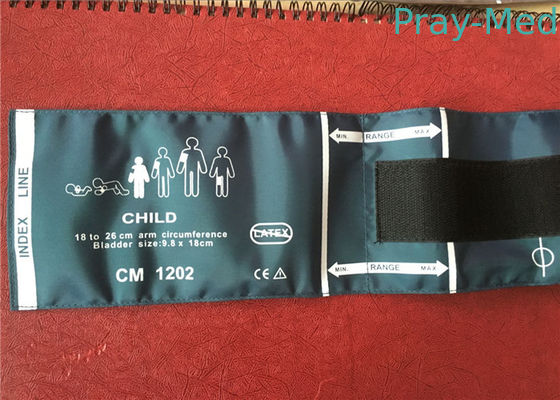 Pray-Med
INDEX LINE
MIN. RANGE MAX
CHILD
18 to 26 cm arm circumference
Bladder size:9.8 x 18cm
LATEX
CM 1202
CE
MIN. RANGE MAX